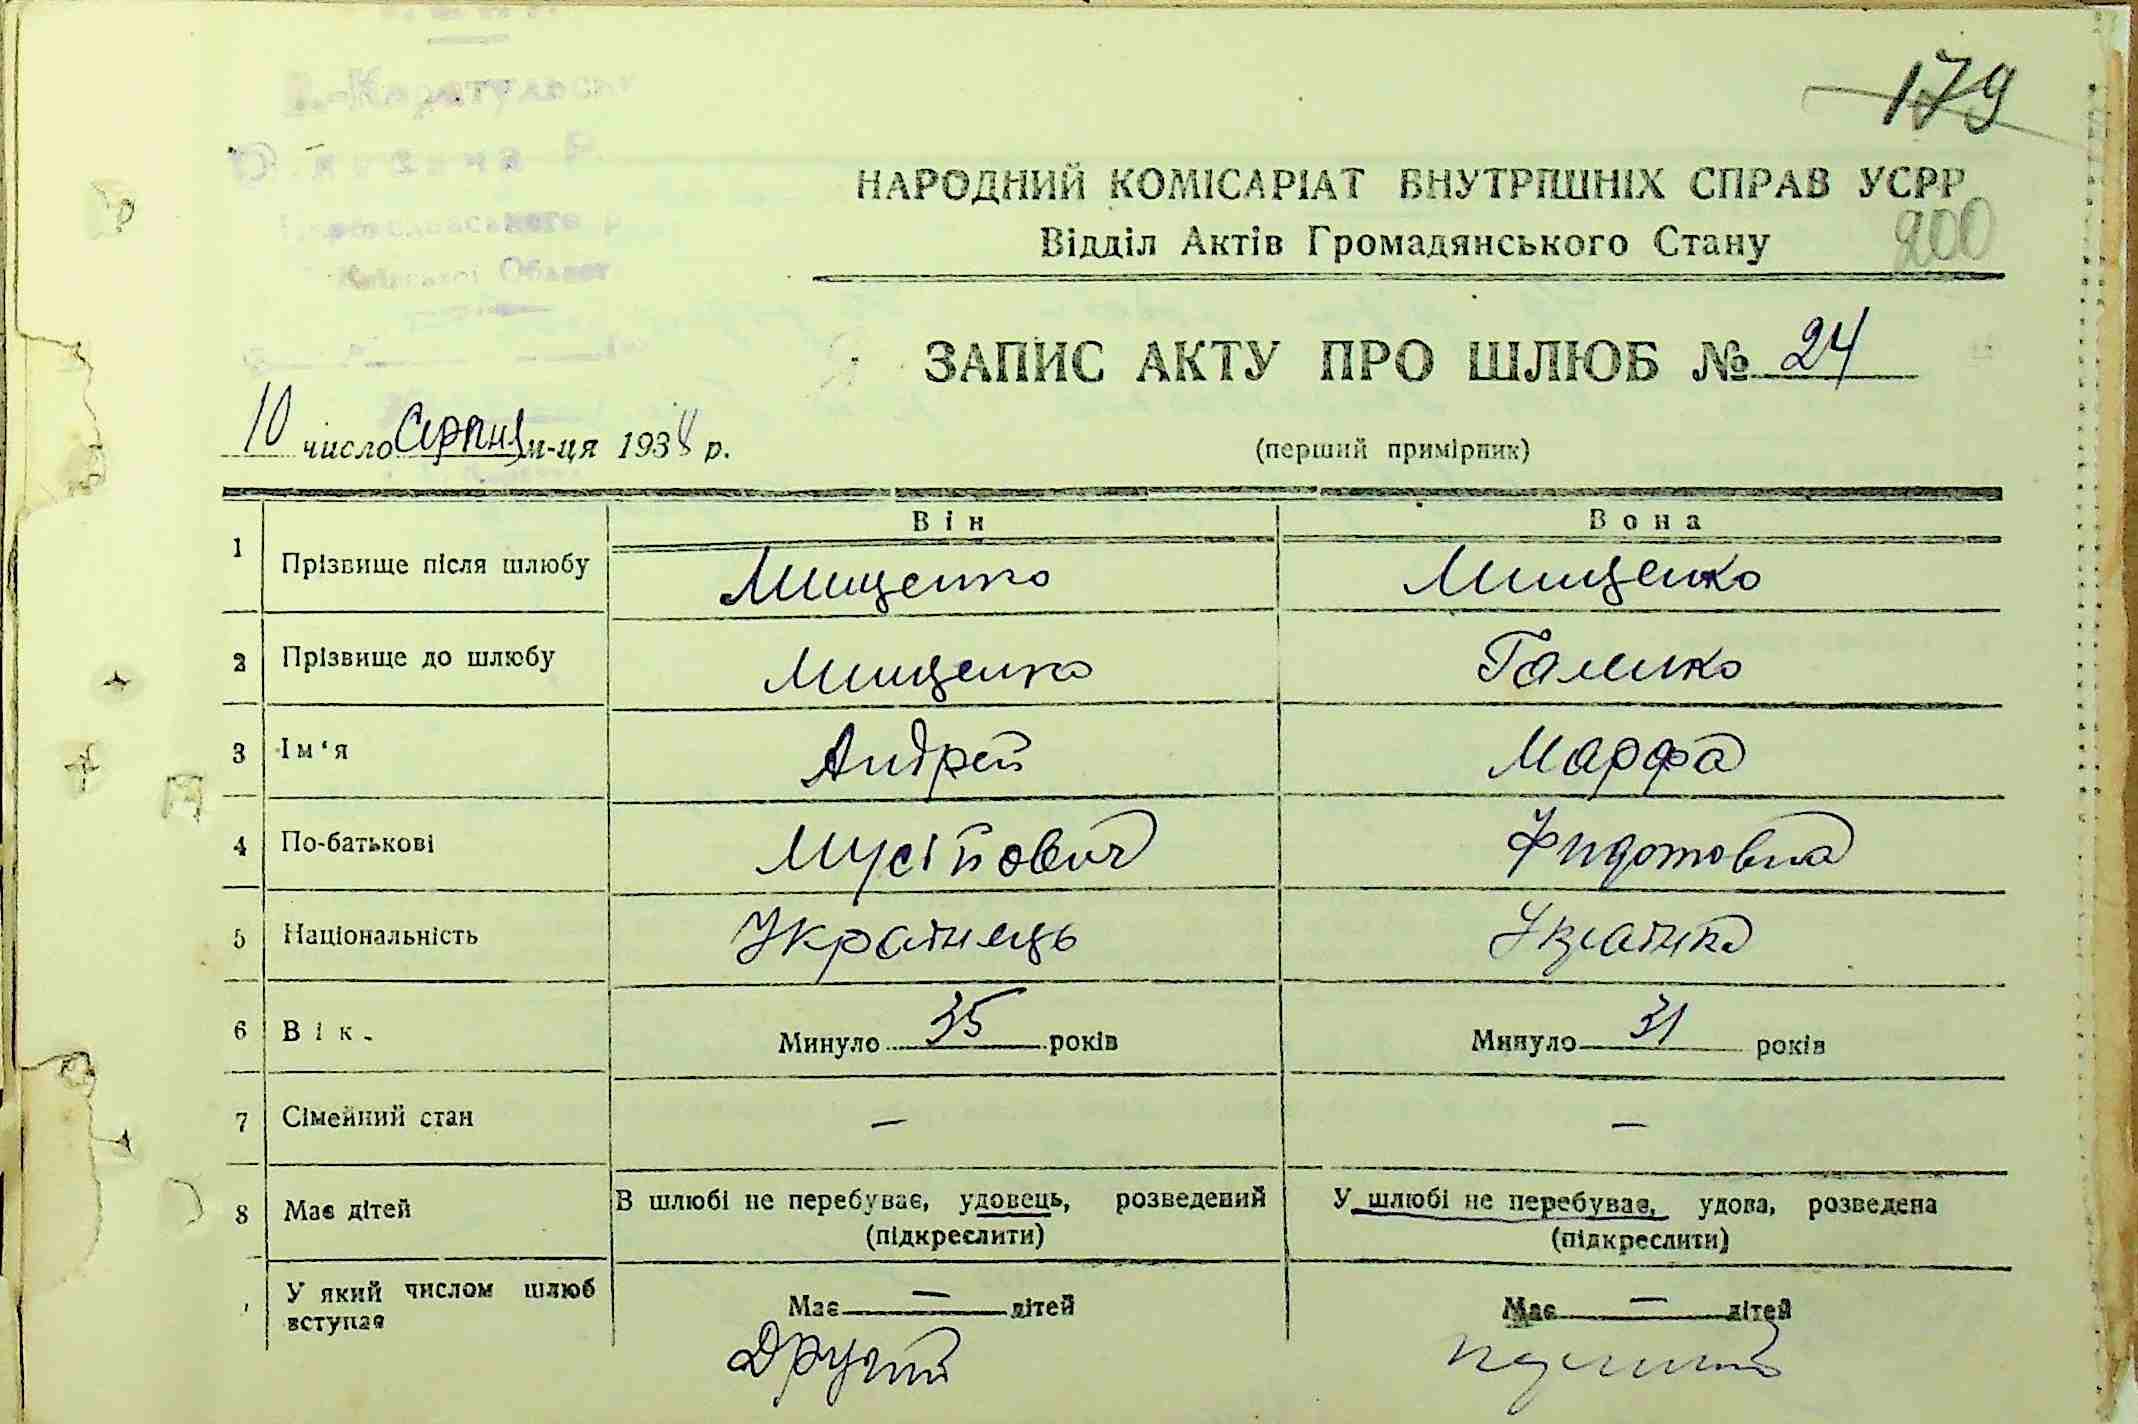 179
НАРОДНИЙ КОМІСАРІАТ ВНУТРІШНІХ СПРАВ УСРР
Відділ Актів Громадянського Стану
200
ЗАПИС АКТУ ПРО ШЛЮБ № 24
10 число Серпня м-ця 1938 р.
(перший примірник)
Він Вона
1 Прізвище після шлюбу Мищенко Мищенко
2 Прізвище до шлюбу Мищенко Галенко
3 Ім'я Андрей Марфа
4 По-батькові Мусійович Фидотовна
5 Національність Українець Українка
6 Вік. Минуло 35 років Минуло 31 років
7 Сімейний стан — —
8 Має дітей В шлюбі не перебуває, удовець, розведений У шлюбі не перебуває, удова, розведена
(підкреслити) (підкреслити)
У який числом шлюб вступає Має — дітей Має — дітей
Другий